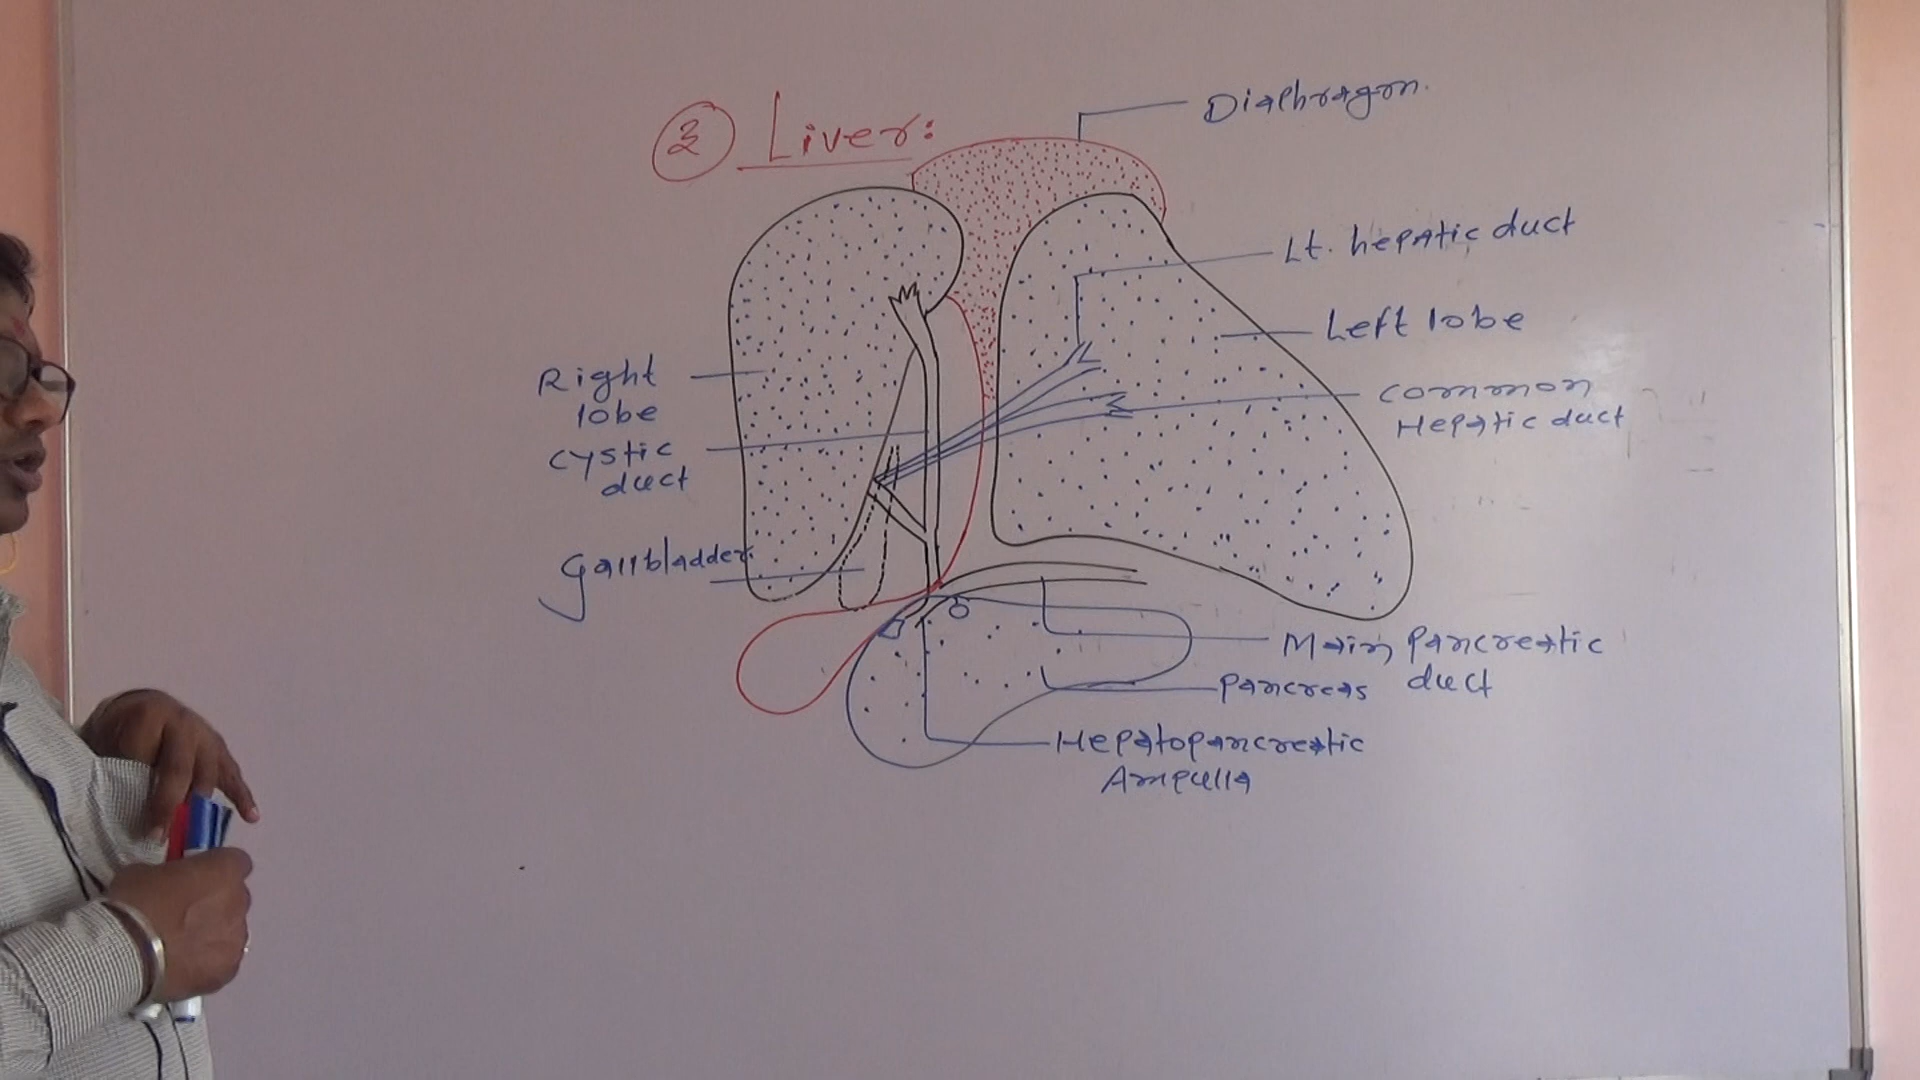 ② Liver:
Diaphragm.
Lt. hepatic duct
Left lobe
Common
Hepatic duct
Right
lobe
Cystic
duct
Gallbladder
Main Pancreatic
duct
Pancreas
Hepatopancreatic
Ampulla